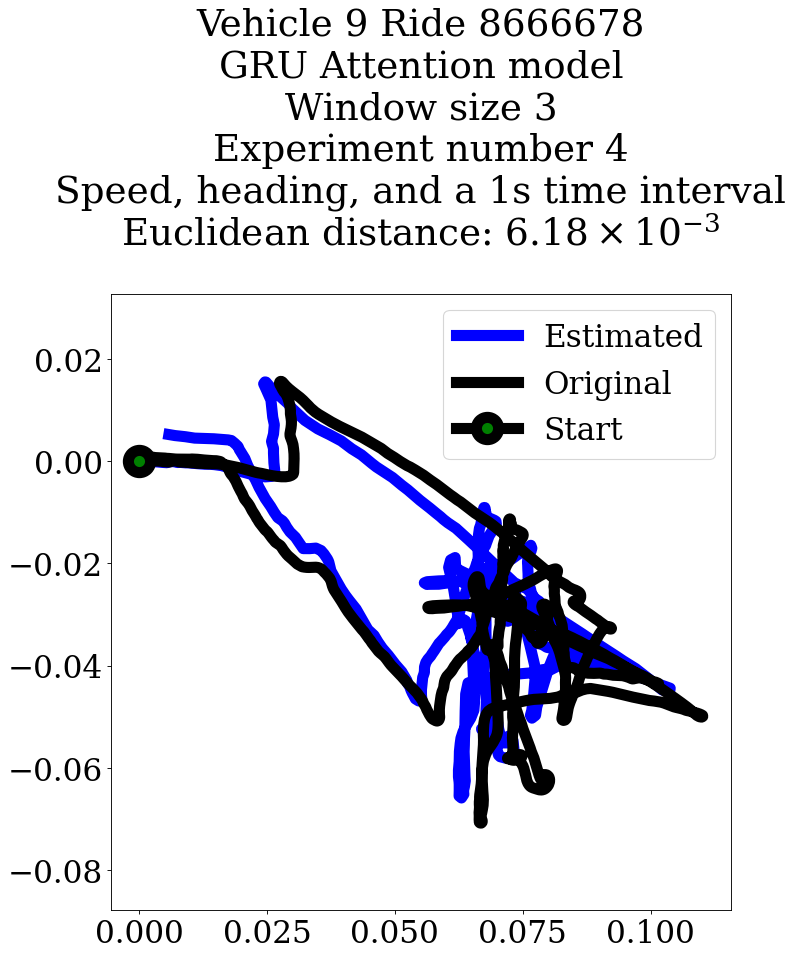 Vehicle 9 Ride 8666678
GRU Attention model
Window size 3
Experiment number 4
Speed, heading, and a 1s time interval
Euclidean distance: 6.18 × 10⁻³
Estimated
Original
Start
0.02
0.00
−0.02
−0.04
−0.06
−0.08
0.000 0.025 0.050 0.075 0.100